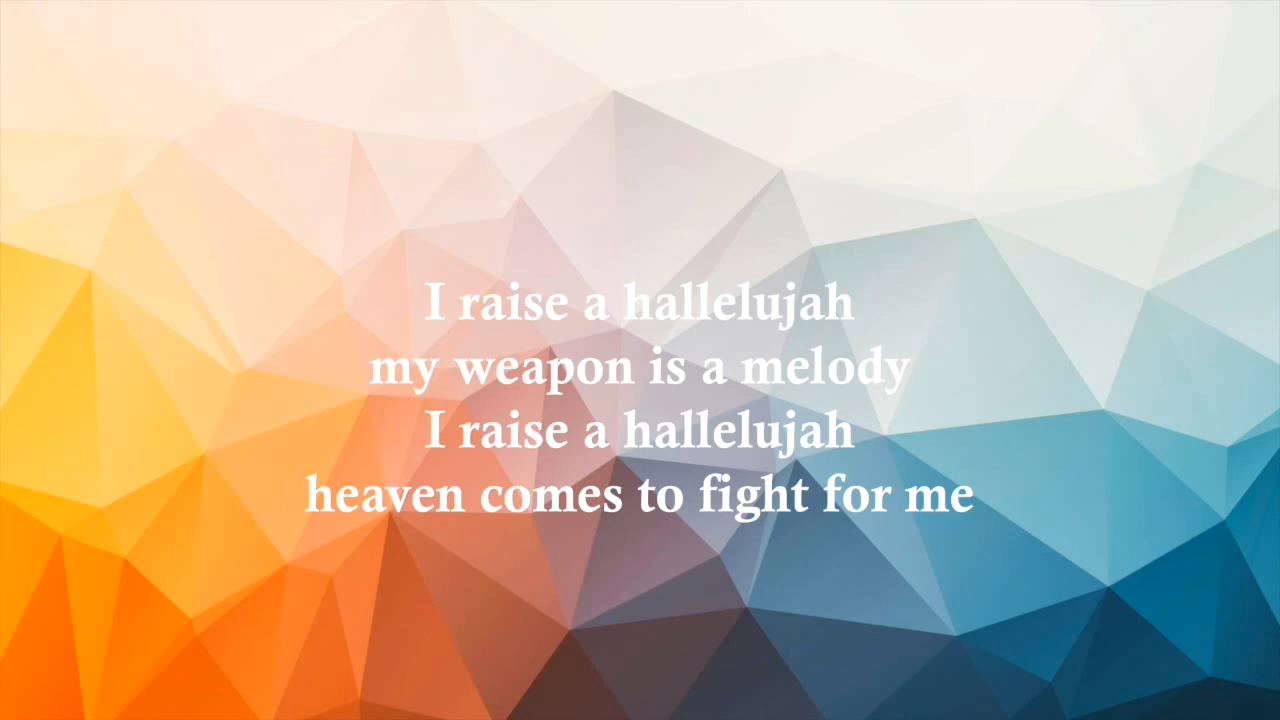 I raise a hallelujah
my weapon is a melody
I raise a hallelujah
heaven comes to fight for me